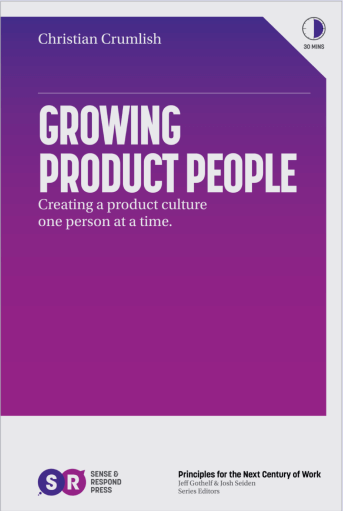 Christian Crumlish
30 MINS
GROWING
PRODUCT PEOPLE
Creating a product culture
one person at a time.
SR
SENSE &
RESPOND
PRESS
Principles for the Next Century of Work
Jeff Gothelf & Josh Seiden
Series Editors